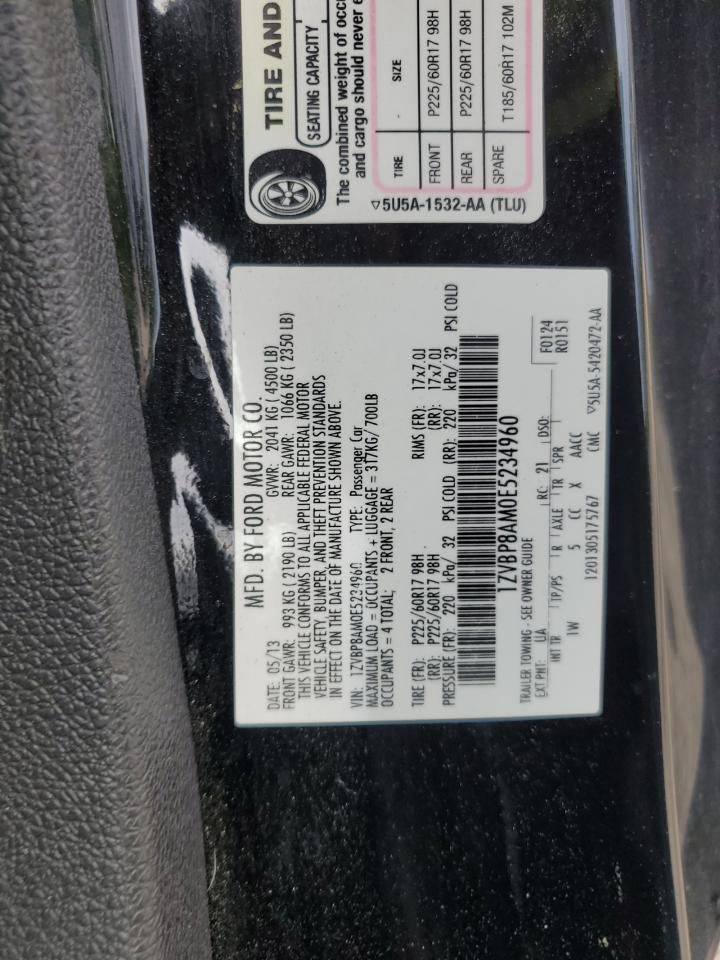 MFD. BY FORD MOTOR CO.
DATE: 05/13 GVWR: 2041 KG ( 4500 LB)
FRONT GAWR: 993 KG ( 2190 LB) REAR GAWR: 1066 KG ( 2350 LB)
THIS VEHICLE CONFORMS TO ALL APPLICABLE FEDERAL MOTOR
VEHICLE SAFETY, BUMPER, AND THEFT PREVENTION STANDARDS
IN EFFECT ON THE DATE OF MANUFACTURE SHOWN ABOVE.
VIN: 1ZVBP8AM0E5234960 TYPE: Passenger Car
MAXIMUM LOAD = OCCUPANTS + LUGGAGE = 317KG/ 700LB
OCCUPANTS = 4 TOTAL; 2 FRONT, 2 REAR
TIRE (FR): P225/60R17 98H RIMS (FR): 17x7.0J
(RR): P225/60R17 98H (RR): 17x7.0J
PRESSURE (FR): 220 kPa/ 32 PSI COLD (RR): 220 kPa/ 32 PSI COLD
1ZVBP8AM0E5234960
TRAILER TOWING - SEE OWNER GUIDE
EXT PNT: UA RC: 21 DSO: F0124
INT TR TP/PS R AXLE TR SPR R0151
1W 5 CC X AACC
1201305175767 CMC ▽5U5A-5420472-AA
TIRE AND
SEATING CAPACITY
The combined weight of occu
and cargo should never e
TIRE SIZE
FRONT P225/60R17 98H
REAR P225/60R17 98H
SPARE T185/60R17 102M
▽5U5A-1532-AA (TLU)